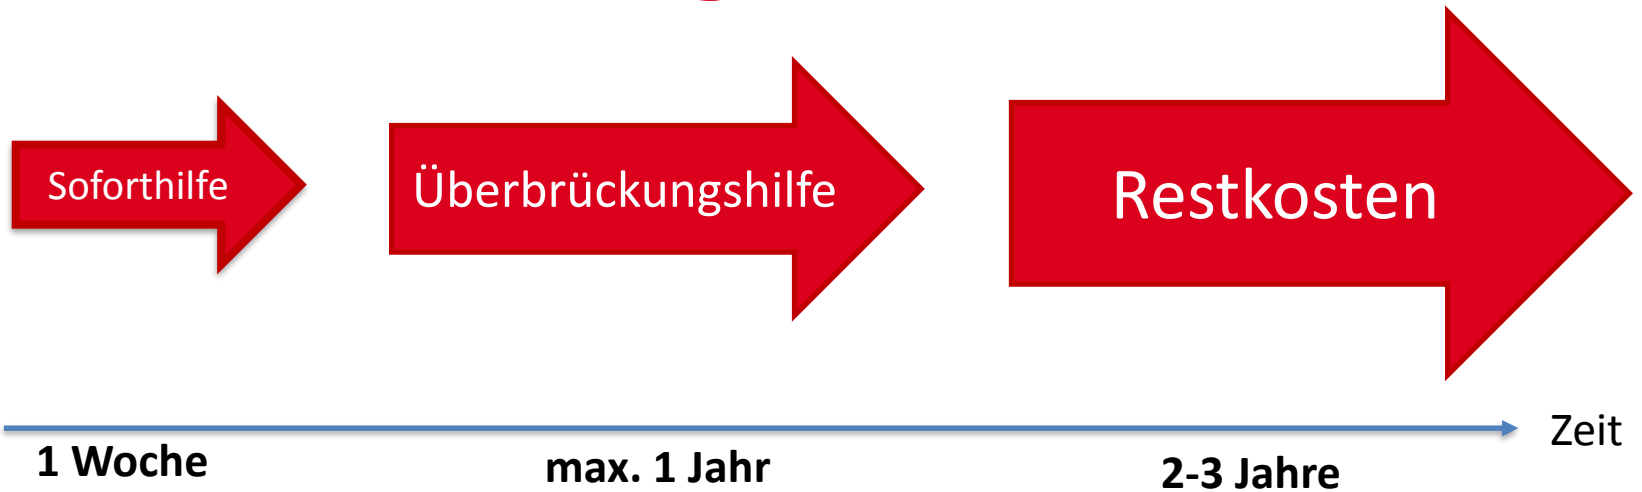 Soforthilfe
Überbrückungshilfe
Restkosten
Zeit
1 Woche
max. 1 Jahr
2-3 Jahre